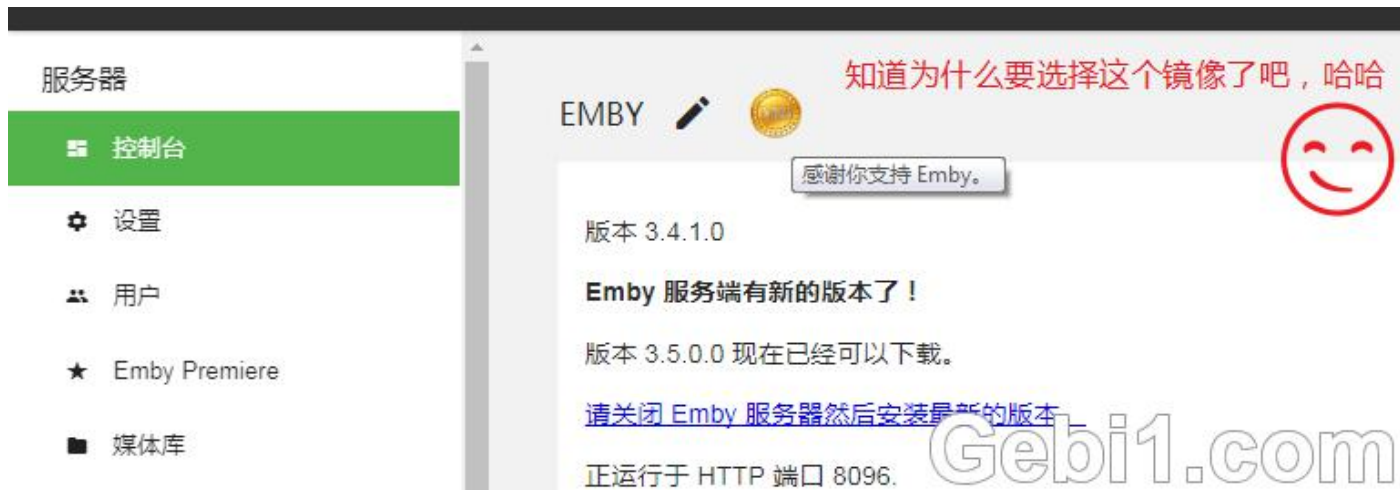 服务器
控制台
设置
用户
Emby Premiere
媒体库
知道为什么要选择这个镜像了吧，哈哈
EMBY
感谢你支持 Emby。
版本 3.4.1.0
Emby 服务端有新的版本了！
版本 3.5.0.0 现在已经可以下载。
请关闭 Emby 服务器然后安装最新的版本
正运行于 HTTP 端口 8096.
Gebi1.com